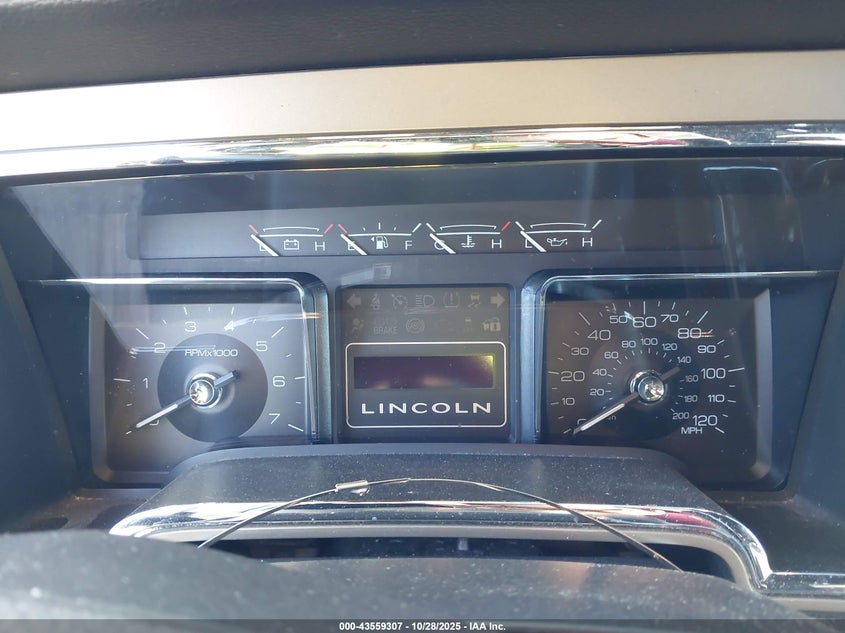 L H E F C H L H
BRAKE
1 2 3 5 6 7
RPMx1000
LINCOLN
10 20 30 40 50 60 70 80 90 100 110 120
20 40 60 80 100 120 140 160 180 200
MPH
000-43559307 - 10/28/2025 - IAA Inc.